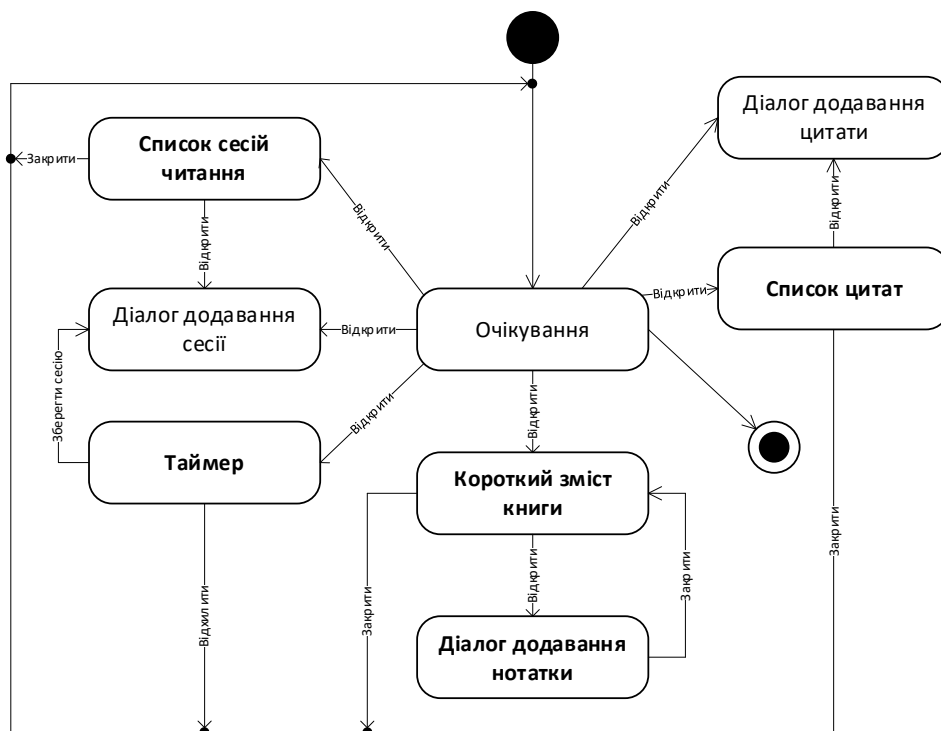 Діалог додавання
цитати
Список сесій
читання
Закрити
Відкрити
Відкрити
Відкрити
Відкрити
Відкрити
Діалог додавання
сесії
Відкрити
Очікування
Відкрити
Список цитат
Зберегти сесію
Таймер
Відкрити
Відкрити
Короткий зміст
книги
Відхилити
Закрити
Відкрити
Закрити
Закрити
Діалог додавання
нотатки